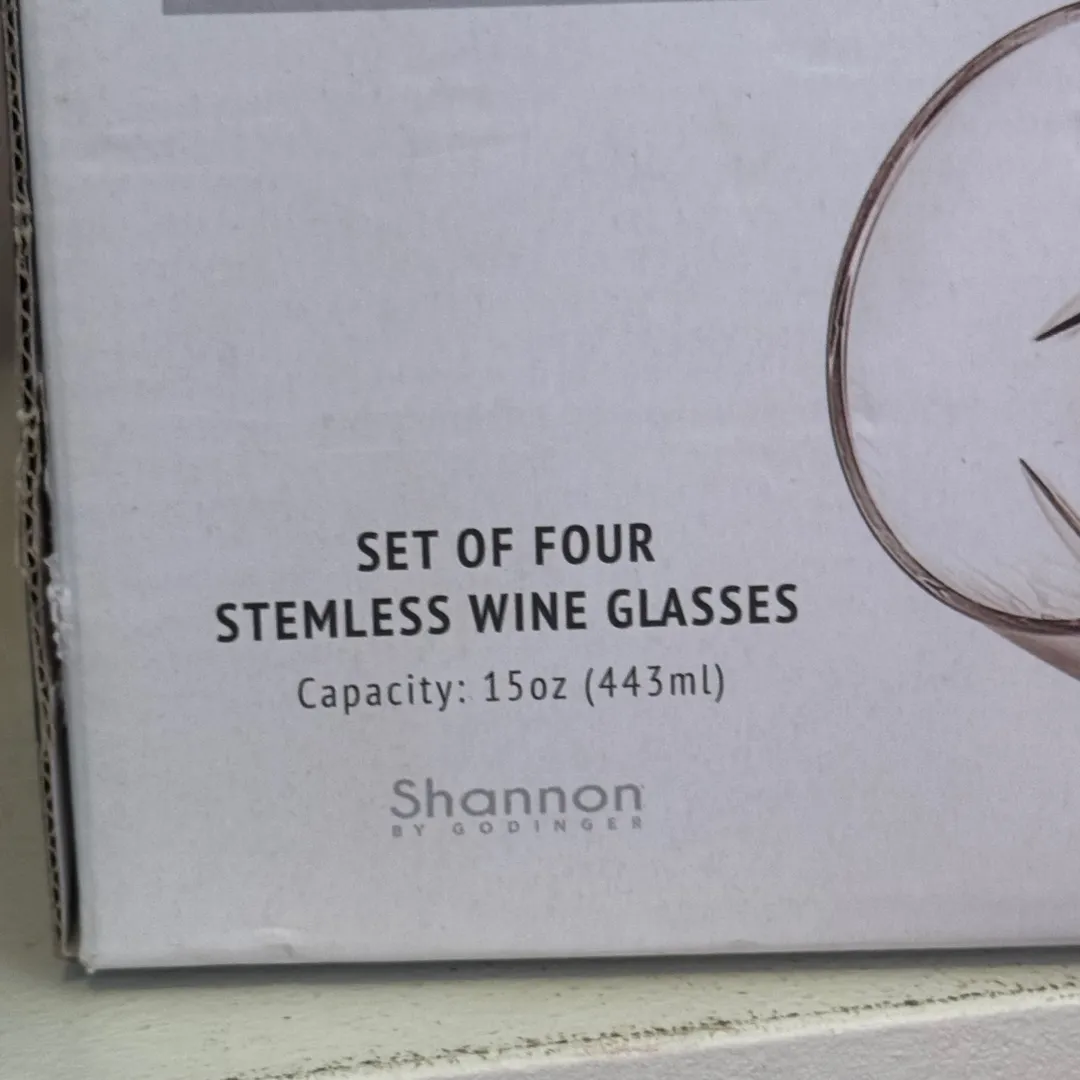 SET OF FOUR
STEMLESS WINE GLASSES
Capacity: 15oz (443ml)
Shannon
BY GODINGER